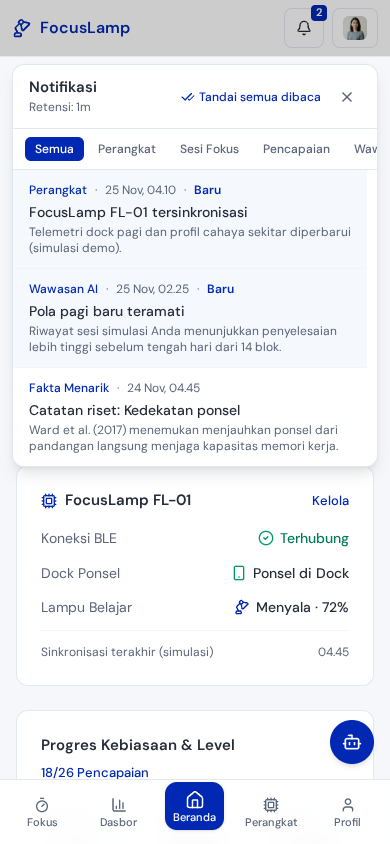 FocusLamp
2
Notifikasi
Retensi: 1m
Tandai semua dibaca
Semua
Perangkat
Sesi Fokus
Pencapaian
Perangkat · 25 Nov, 04.10 · Baru
FocusLamp FL-01 tersinkronisasi
Telemetri dock pagi dan profil cahaya sekitar diperbarui
(simulasi demo).
Wawasan AI · 25 Nov, 02.25 · Baru
Pola pagi baru teramati
Riwayat sesi simulasi Anda menunjukkan penyelesaian
lebih tinggi sebelum tengah hari dari 14 blok.
Fakta Menarik · 24 Nov, 04.45
Catatan riset: Kedekatan ponsel
Ward et al. (2017) menemukan menjauhkan ponsel dari
pandangan langsung menjaga kapasitas memori kerja.
FocusLamp FL-01
Kelola
Koneksi BLE
Terhubung
Dock Ponsel
Ponsel di Dock
Lampu Belajar
Menyala · 72%
Sinkronisasi terakhir (simulasi)
04.45
Progres Kebiasaan & Level
18/26 Pencapaian
Fokus
Dasbor
Beranda
Perangkat
Profil